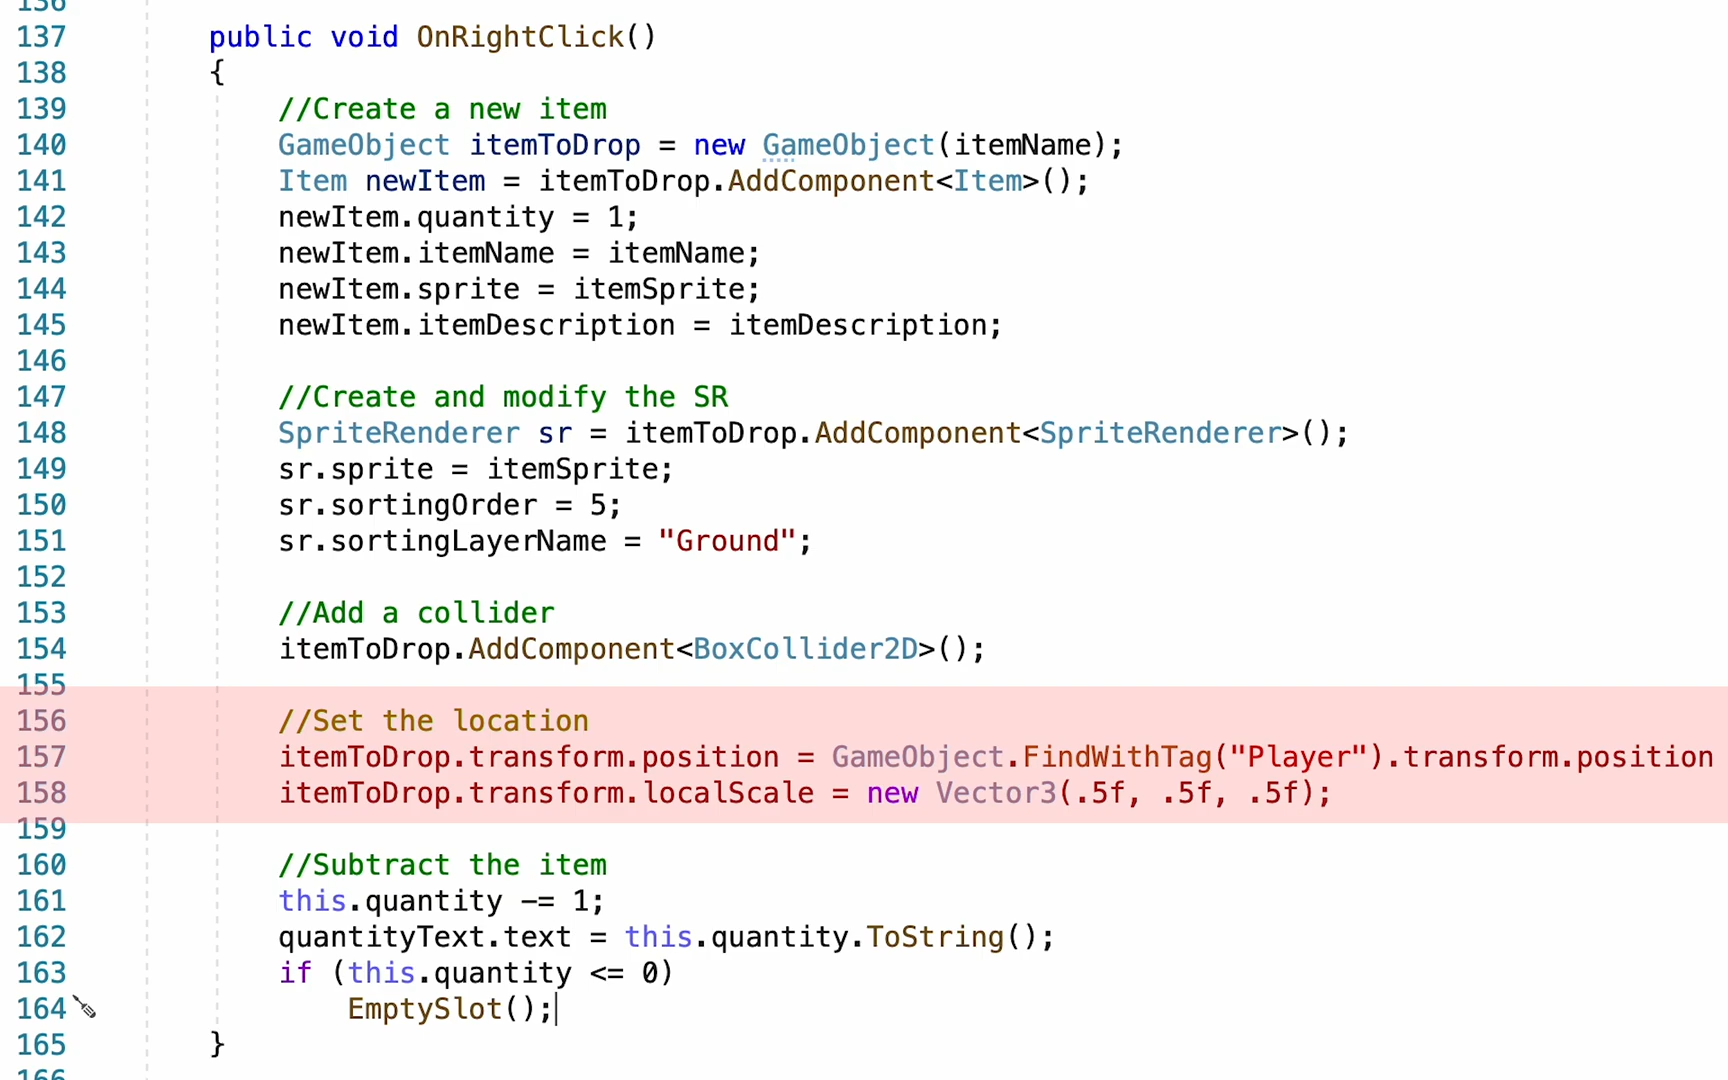 136
137 public void OnRightClick()
138 {
139 //Create a new item
140 GameObject itemToDrop = new GameObject(itemName);
141 Item newItem = itemToDrop.AddComponent<Item>();
142 newItem.quantity = 1;
143 newItem.itemName = itemName;
144 newItem.sprite = itemSprite;
145 newItem.itemDescription = itemDescription;
146
147 //Create and modify the SR
148 SpriteRenderer sr = itemToDrop.AddComponent<SpriteRenderer>();
149 sr.sprite = itemSprite;
150 sr.sortingOrder = 5;
151 sr.sortingLayerName = "Ground";
152
153 //Add a collider
154 itemToDrop.AddComponent<BoxCollider2D>();
155
156 //Set the location
157 itemToDrop.transform.position = GameObject.FindWithTag("Player").transform.position
158 itemToDrop.transform.localScale = new Vector3(.5f, .5f, .5f);
159
160 //Subtract the item
161 this.quantity -= 1;
162 quantityText.text = this.quantity.ToString();
163 if (this.quantity <= 0)
164 EmptySlot();
165 }
166